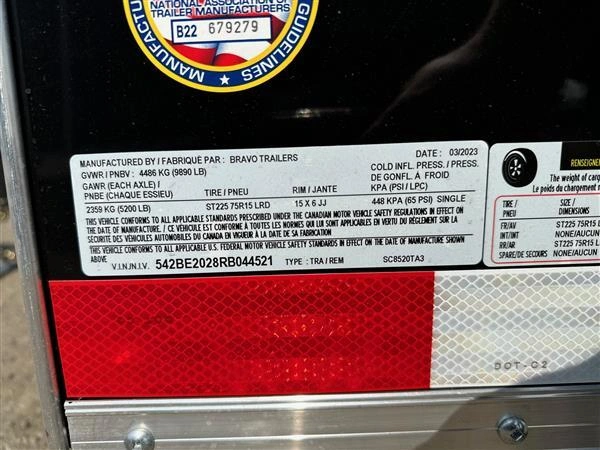 NATIONAL ASSOCIATION OF
TRAILER MANUFACTURERS
B22 679279
MANUFACTURER
GUIDELINES
MANUFACTURED BY / FABRIQUÉ PAR : BRAVO TRAILERS
DATE : 03/2023
GVWR / PNBV : 4486 KG (9890 LB)
COLD INFL. PRESS. / PRESS.
GAWR (EACH AXLE) /
DE GONFL. À FROID
PNBE (CHAQUE ESSIEU)
TIRE / PNEU
RIM / JANTE
KPA (PSI / LPC)
2359 KG (5200 LB)
ST225 75R15 LRD
15 X 6 JJ
448 KPA (65 PSI) SINGLE
THIS VEHICLE CONFORMS TO ALL APPLICABLE STANDARDS PRESCRIBED UNDER THE CANADIAN MOTOR VEHICLE SAFETY REGULATIONS IN EFFECT ON
THE DATE OF MANUFACTURE. / CE VÉHICULE EST CONFORME À TOUTES LES NORMES QUI LUI SONT APPLICABLES EN VERTU DU RÈGLEMENT SUR LA
SÉCURITÉ DES VÉHICULES AUTOMOBILES DU CANADA EN VIGUEUR À LA DATE DE SA FABRICATION
THIS VEHICLE CONFORMS TO ALL APPLICABLE U.S. FEDERAL MOTOR VEHICLE SAFETY STANDARDS IN EFFECT ON THE DATE OF MANUFACTURE SHOWN
ABOVE
V.I.N./N.I.V. 542BE2028RB044521
TYPE : TRA / REM
SC8520TA3
RENSEIGNEM
The weight of carg
Le poids du chargement
TIRE /
PNEU
SIZE /
DIMENSIONS
FR/AV
ST225 75R15 L
INT/INT
NONE/AUCUN
RR/AR
ST225 75R15 L
SPARE/DE SECOURS
NONE/AUCUN
DOT-C2